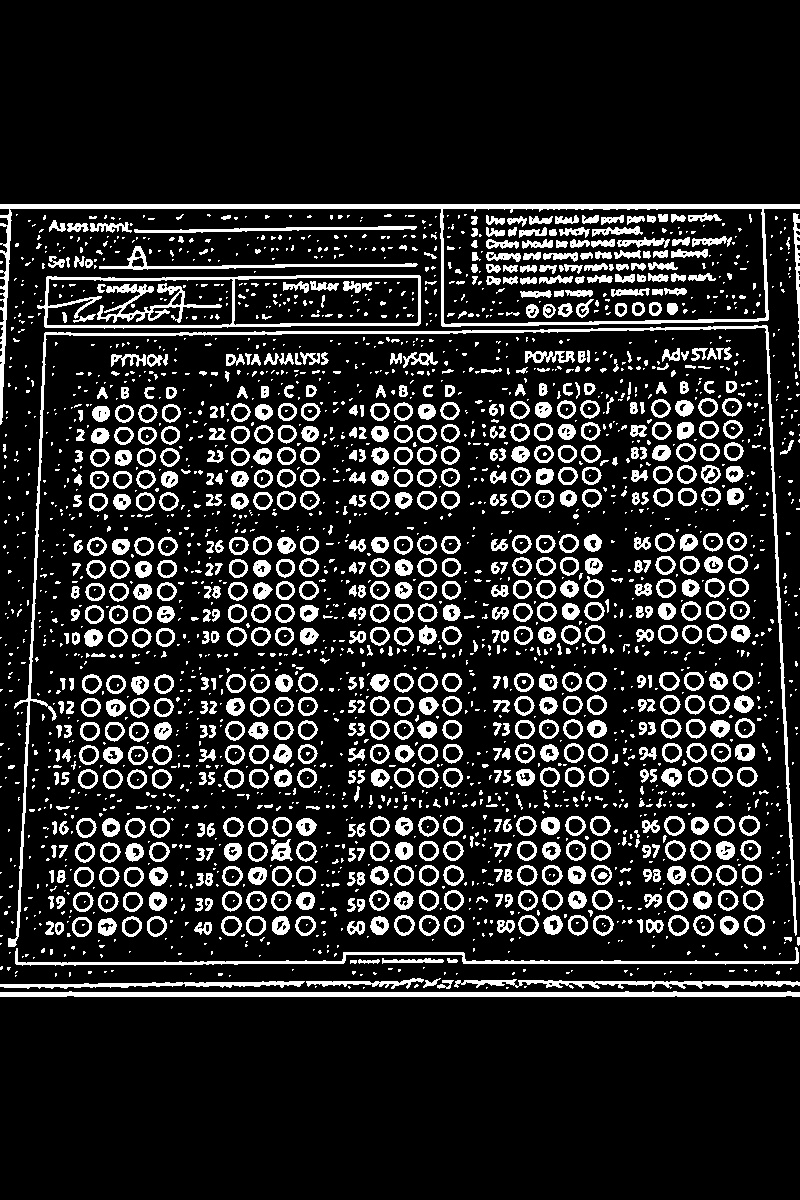 Assessment:
Set No: A
Candidate Sign:
Invigilator Sign:
2 Use only blue/ black ball point pen to fill the circles.
3. Use of pencil is strictly prohibited.
4 Circles should be darkened completely and properly.
5. Cutting and erasing on this sheet is not allowed.
6. Do not use any stray marks on the sheet.
7. Do not use marker or white fluid to hide the mark.
WRONG METHODS CORRECT METHOD
PYTHON DATA ANALYSIS MySQL POWER BI Adv STATS
A B C D A B C D A B C D A B C D A B C D
1 21 41 61 81
2 22 42 62 82
3 23 43 63 83
4 24 44 64 84
5 25 45 65 85
6 26 46 66 86
7 27 47 67 87
8 28 48 68 88
9 29 49 69 89
10 30 50 70 90
11 31 51 71 91
12 32 52 72 92
13 33 53 73 93
14 34 54 74 94
15 35 55 75 95
16 36 56 76 96
17 37 57 77 97
18 38 58 78 98
19 39 59 79 99
20 40 60 80 100